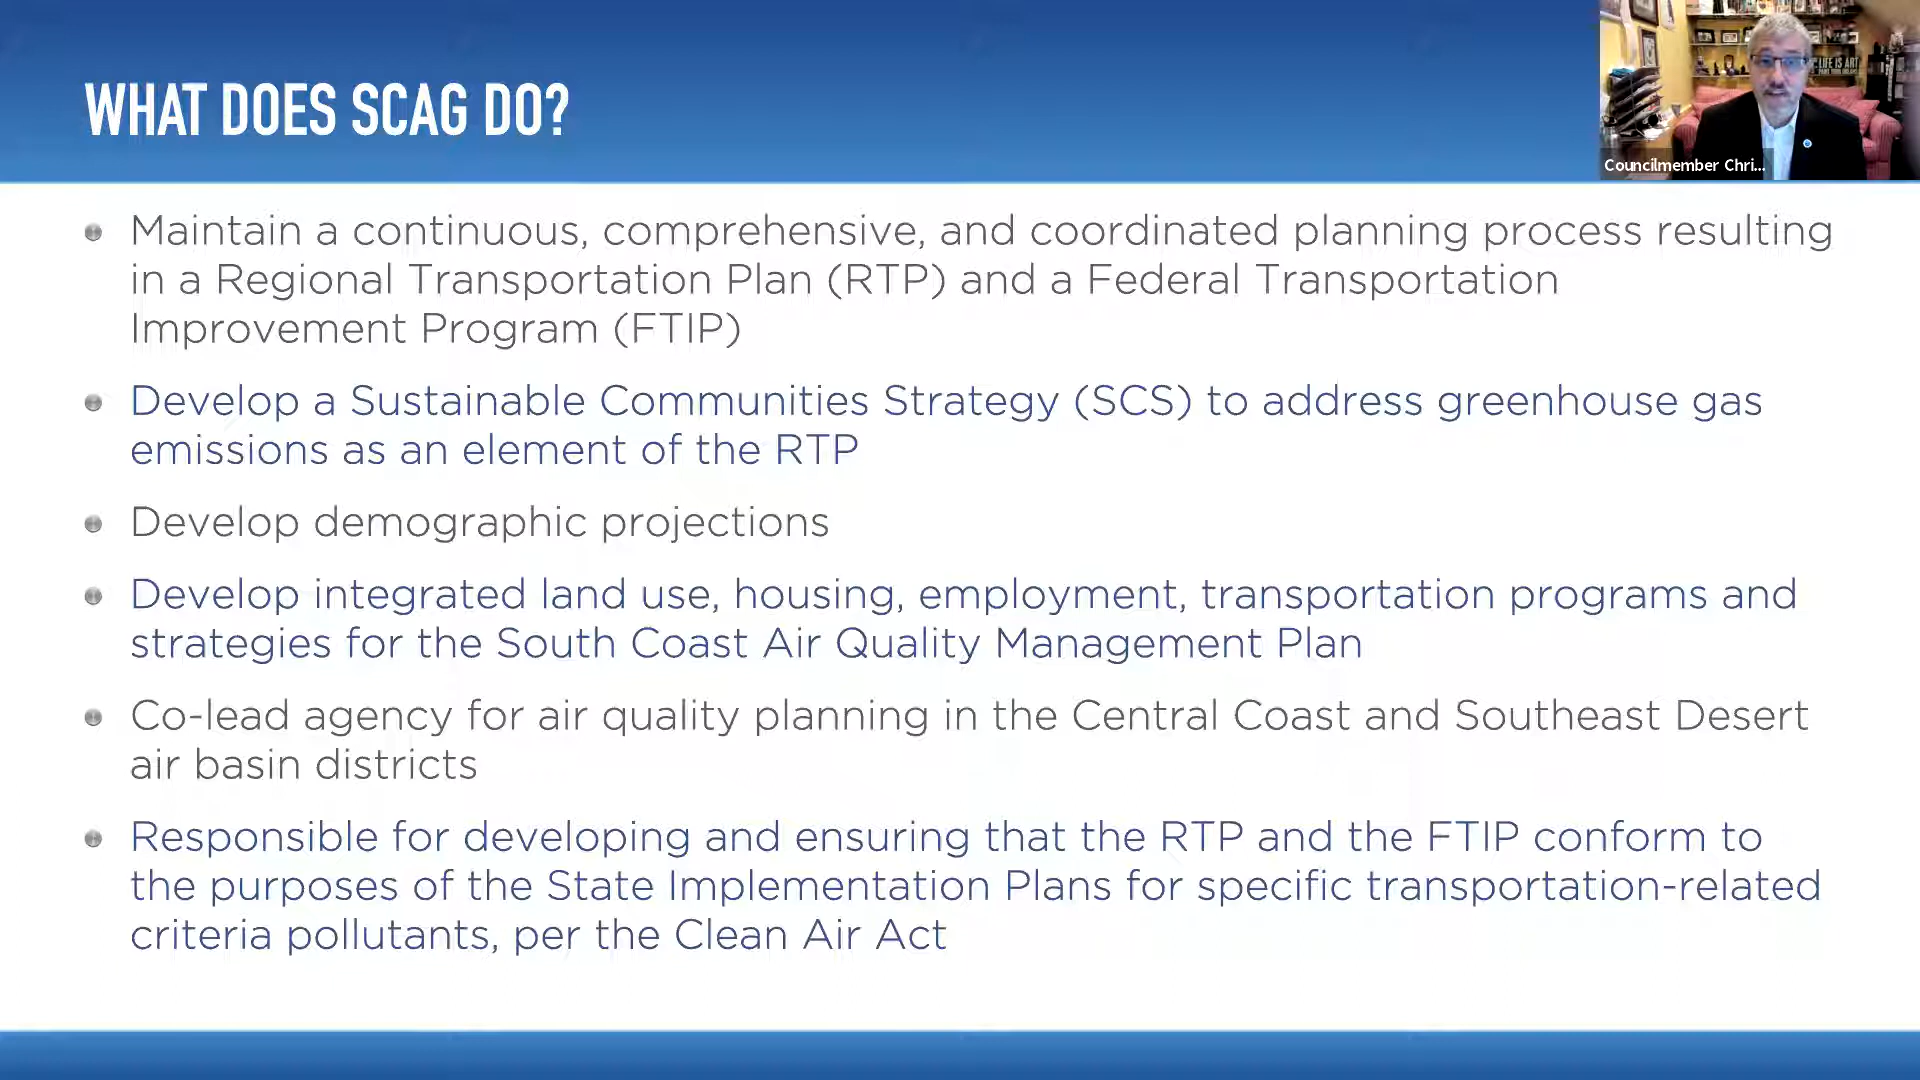 WHAT DOES SCAG DO?
LIFE IS ART
Councilmember Chri...
Maintain a continuous, comprehensive, and coordinated planning process resulting
in a Regional Transportation Plan (RTP) and a Federal Transportation
Improvement Program (FTIP)
Develop a Sustainable Communities Strategy (SCS) to address greenhouse gas
emissions as an element of the RTP
Develop demographic projections
Develop integrated land use, housing, employment, transportation programs and
strategies for the South Coast Air Quality Management Plan
Co-lead agency for air quality planning in the Central Coast and Southeast Desert
air basin districts
Responsible for developing and ensuring that the RTP and the FTIP conform to
the purposes of the State Implementation Plans for specific transportation-related
criteria pollutants, per the Clean Air Act